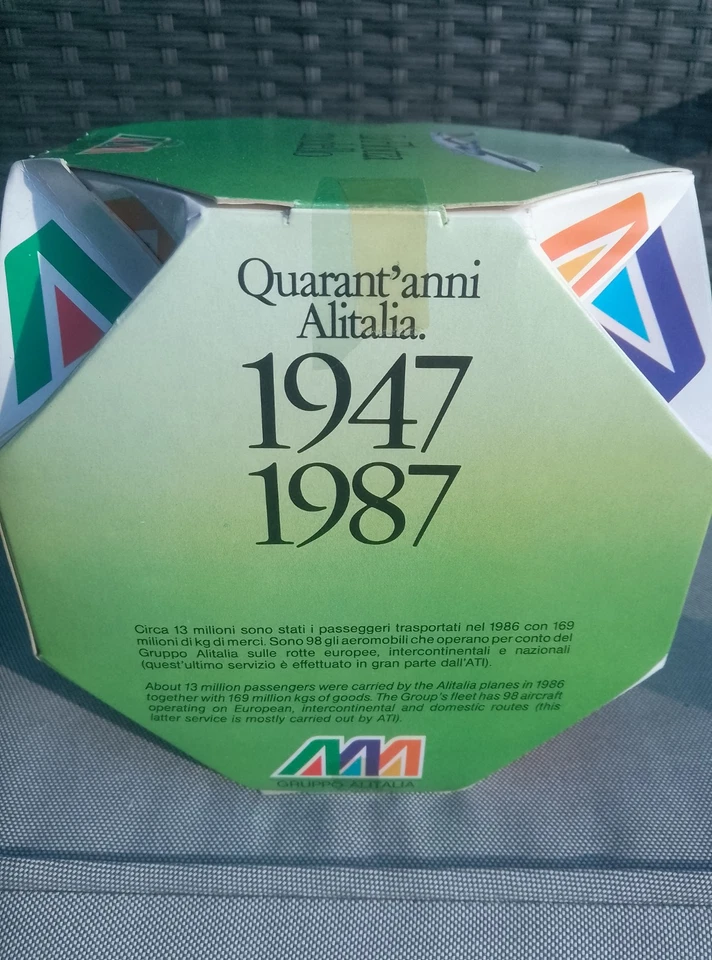 Quarant'anni
Alitalia.
1947
1987
Circa 13 milioni sono stati i passeggeri trasportati nel 1986 con 169
milioni di kg di merci. Sono 98 gli aeromobili che operano per conto del
Gruppo Alitalia sulle rotte europee, intercontinentali e nazionali
(quest'ultimo servizio è effettuato in gran parte dall'ATI).
About 13 million passengers were carried by the Alitalia planes in 1986
together with 169 million kgs of goods. The Group's fleet has 98 aircraft
operating on European, intercontinental and domestic routes (this
latter service is mostly carried out by ATI).
GRUPPO ALITALIA